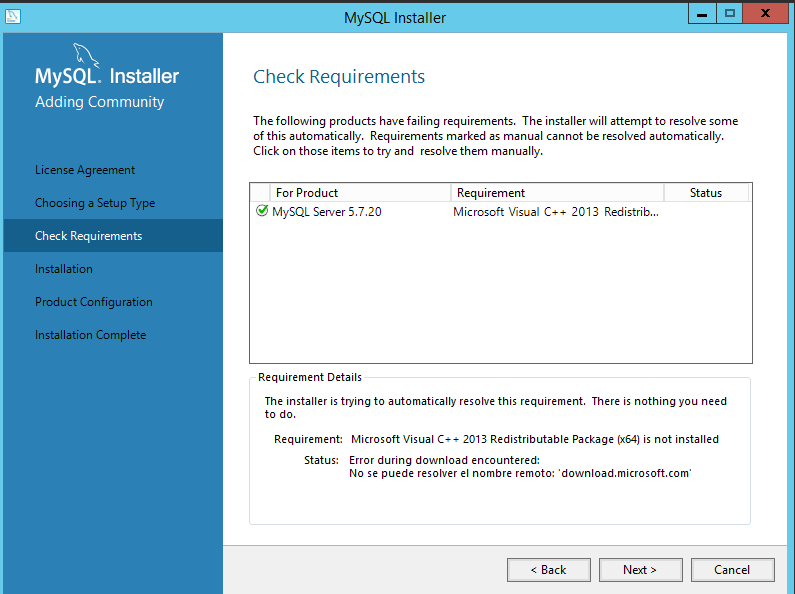 MySQL Installer
MySQL. Installer
Adding Community
License Agreement
Choosing a Setup Type
Check Requirements
Installation
Product Configuration
Installation Complete
Check Requirements
The following products have failing requirements. The installer will attempt to resolve some
of this automatically. Requirements marked as manual cannot be resolved automatically.
Click on those items to try and resolve them manually.
For Product Requirement Status
MySQL Server 5.7.20 Microsoft Visual C++ 2013 Redistrib...
Requirement Details
The installer is trying to automatically resolve this requirement. There is nothing you need
to do.
Requirement: Microsoft Visual C++ 2013 Redistributable Package (x64) is not installed
Status: Error during download encountered:
No se puede resolver el nombre remoto: 'download.microsoft.com'
< Back Next > Cancel